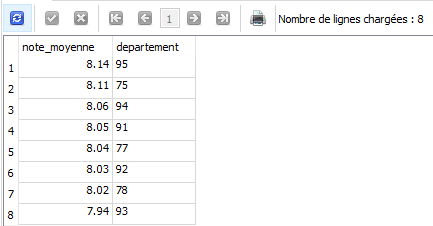 1 Nombre de lignes chargées : 8
note_moyenne departement
1 8.14 95
2 8.11 75
3 8.06 94
4 8.05 91
5 8.04 77
6 8.03 92
7 8.02 78
8 7.94 93